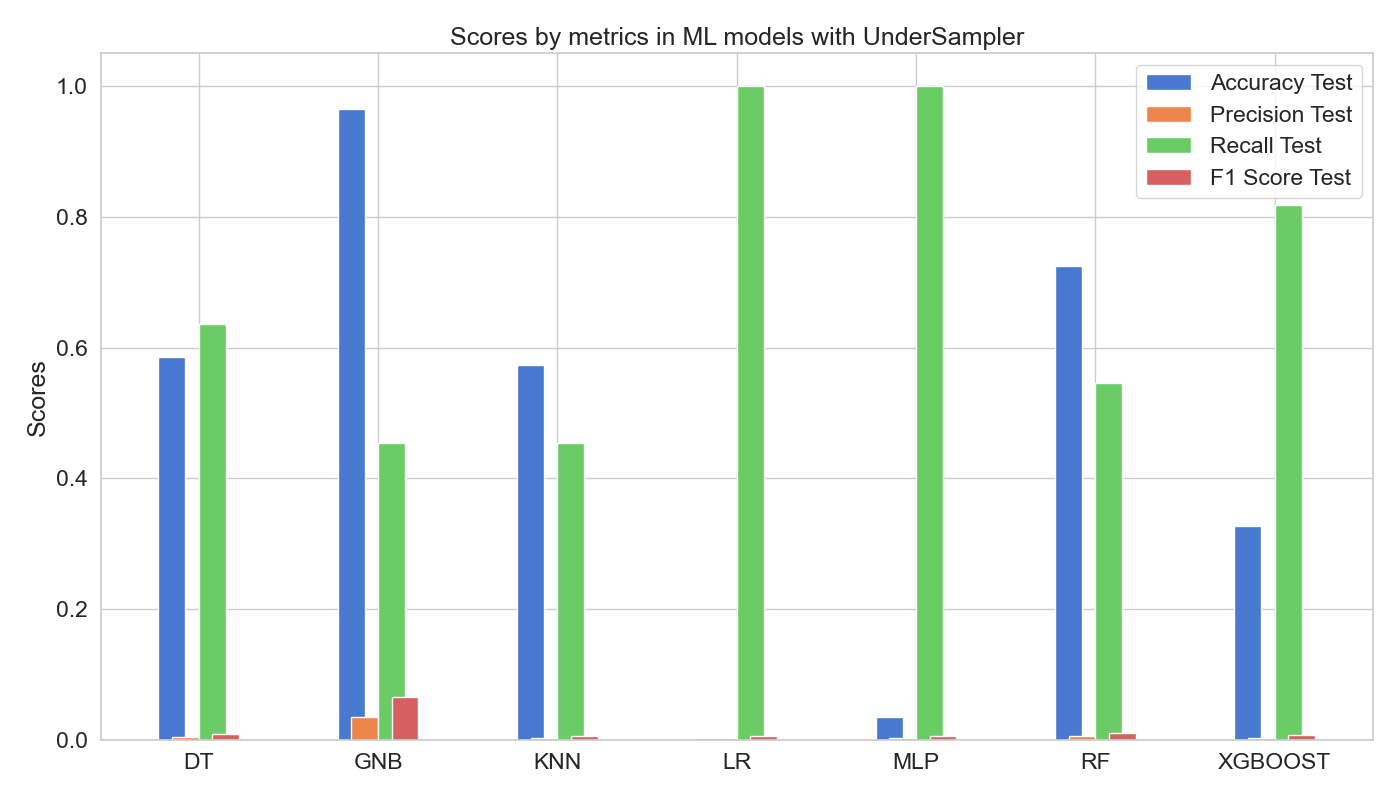 Scores by metrics in ML models with UnderSampler
Accuracy Test
Precision Test
Recall Test
F1 Score Test
Scores
1.0
0.8
0.6
0.4
0.2
0.0
DT GNB KNN LR MLP RF XGBOOST